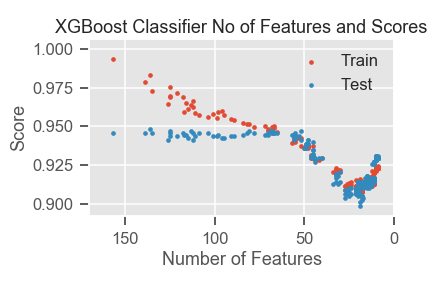 XGBoost Classifier No of Features and Scores
1.000
0.975
0.950
0.925
0.900
Score
Train
Test
150
100
50
0
Number of Features